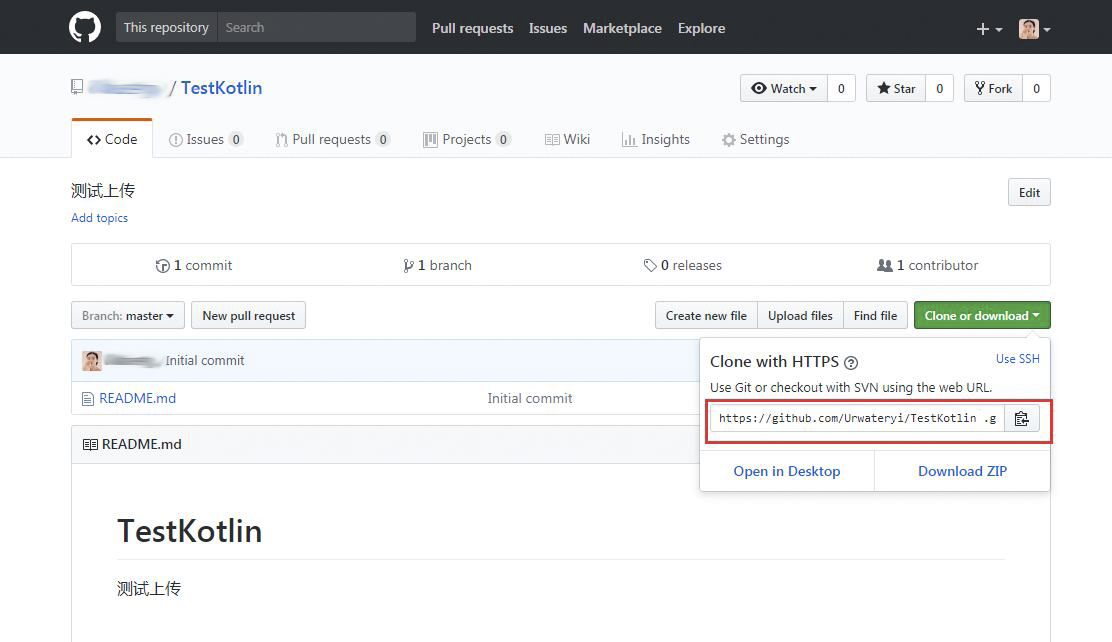 This repository Search Pull requests Issues Marketplace Explore
/ TestKotlin Watch 0 Star 0 Fork 0
Code Issues 0 Pull requests 0 Projects 0 Wiki Insights Settings
测试上传 Edit
Add topics
1 commit 1 branch 0 releases 1 contributor
Branch: master New pull request Create new file Upload files Find file Clone or download
Initial commit
README.md Initial commit
Clone with HTTPS ? Use SSH
Use Git or checkout with SVN using the web URL.
https://github.com/Urwateryi/TestKotlin .g
Open in Desktop Download ZIP
README.md
TestKotlin
测试上传